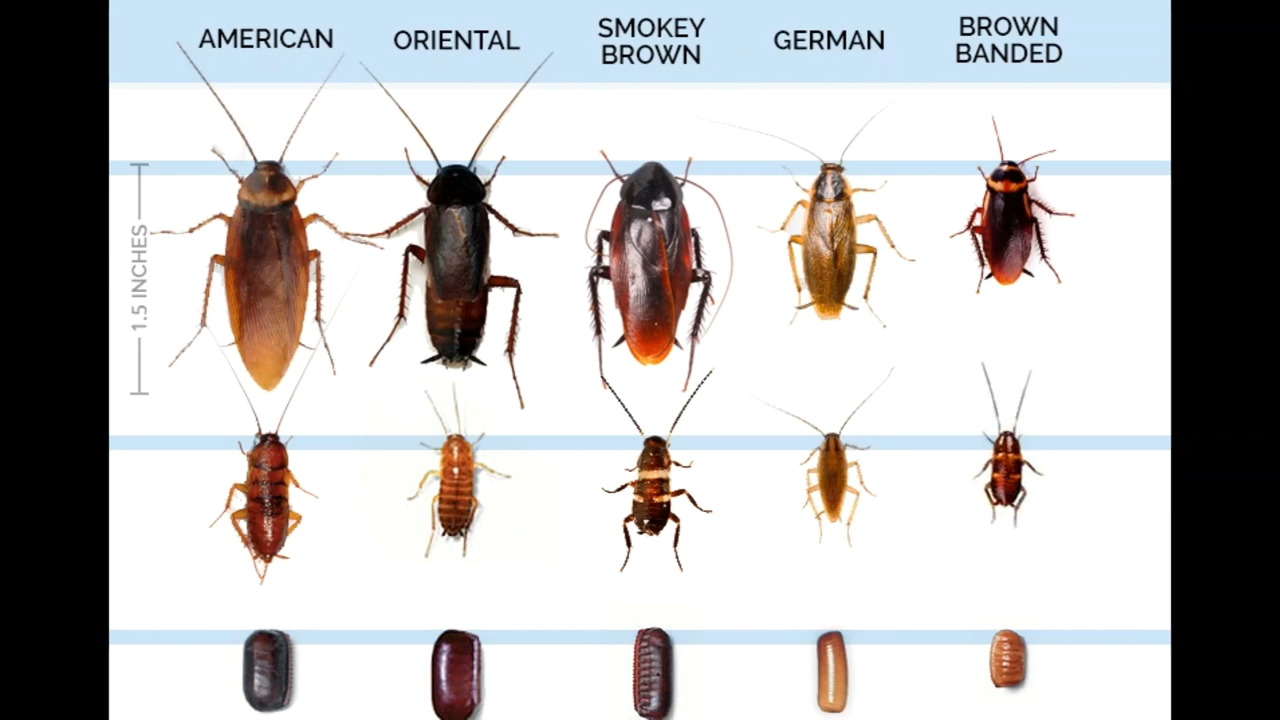 AMERICAN
ORIENTAL
SMOKEY
BROWN
GERMAN
BROWN
BANDED
1.5 INCHES